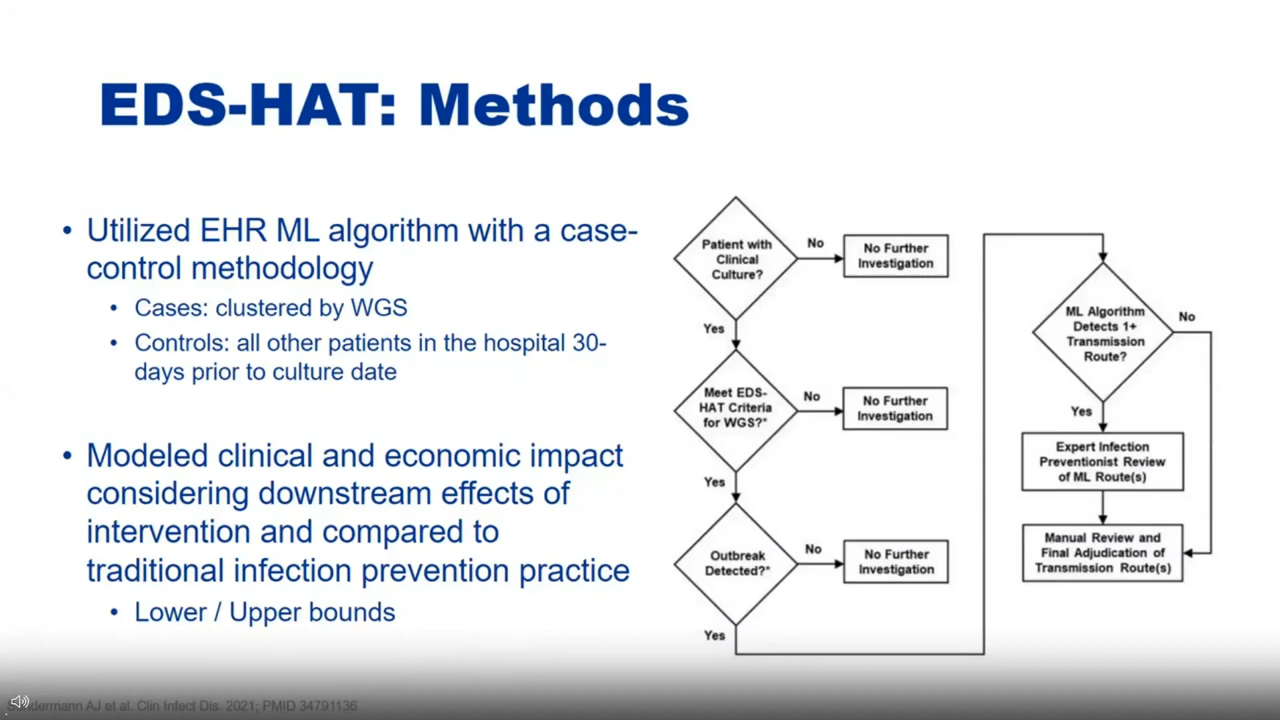 EDS-HAT: Methods
• Utilized EHR ML algorithm with a case-
control methodology
• Cases: clustered by WGS
• Controls: all other patients in the hospital 30-
days prior to culture date
• Modeled clinical and economic impact
considering downstream effects of
intervention and compared to
traditional infection prevention practice
• Lower / Upper bounds
Patient with
Clinical
Culture?
No
No Further
Investigation
Yes
Meet EDS-
HAT Criteria
for WGS?*
No
No Further
Investigation
Yes
Outbreak
Detected?*
No
No Further
Investigation
Yes
ML Algorithm
Detects 1+
Transmission
Route?
No
Yes
Expert Infection
Preventionist Review
of ML Route(s)
Manual Review and
Final Adjudication of
Transmission Route(s)
AJ et al. Clin Infect Dis. 2021; PMID 34791136